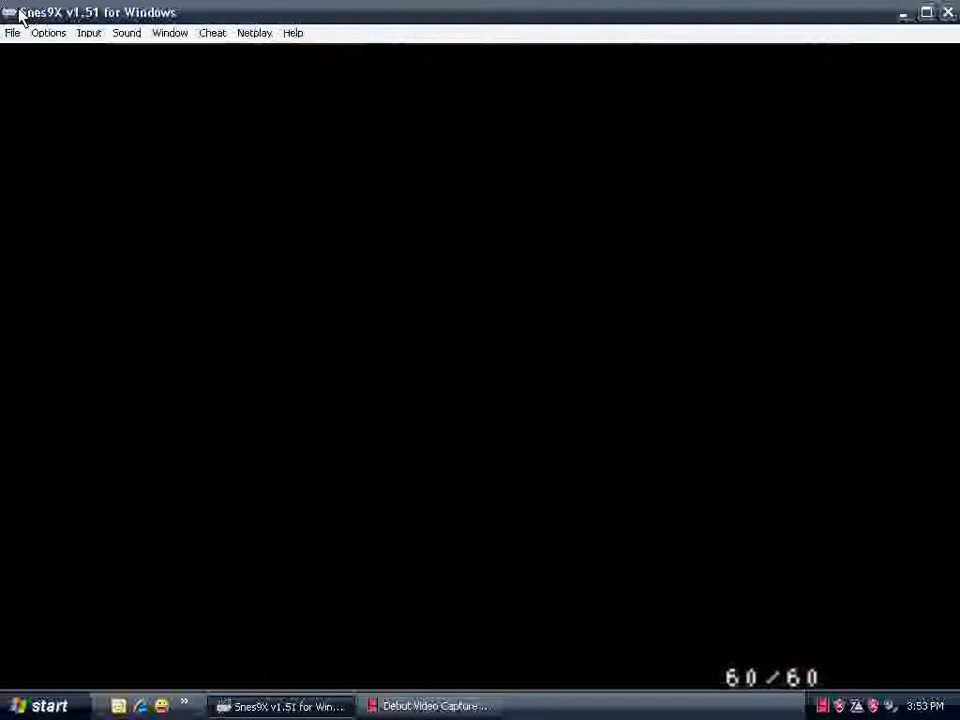 Snes9X v1.51 for Windows
File Options Input Sound Window Cheat Netplay Help
60/60
start
Snes9X v1.51 for Win...
Debut Video Capture ...
3:53 PM